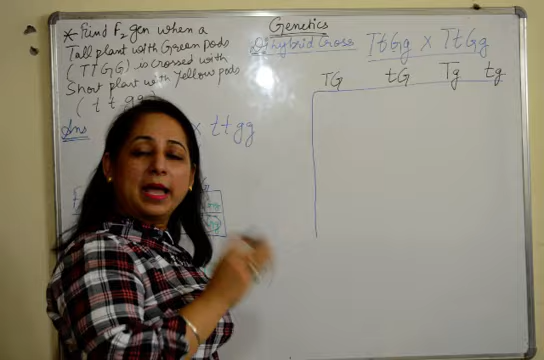 Genetics
* Find F2 gen when a
Tall plant with Green pods
(TTGG) is crossed with
Short plant with Yellow pods
(ttgg)
Dihybrid Cross TtGg × TtGg
TG tG Tg tg
Ans × ttgg